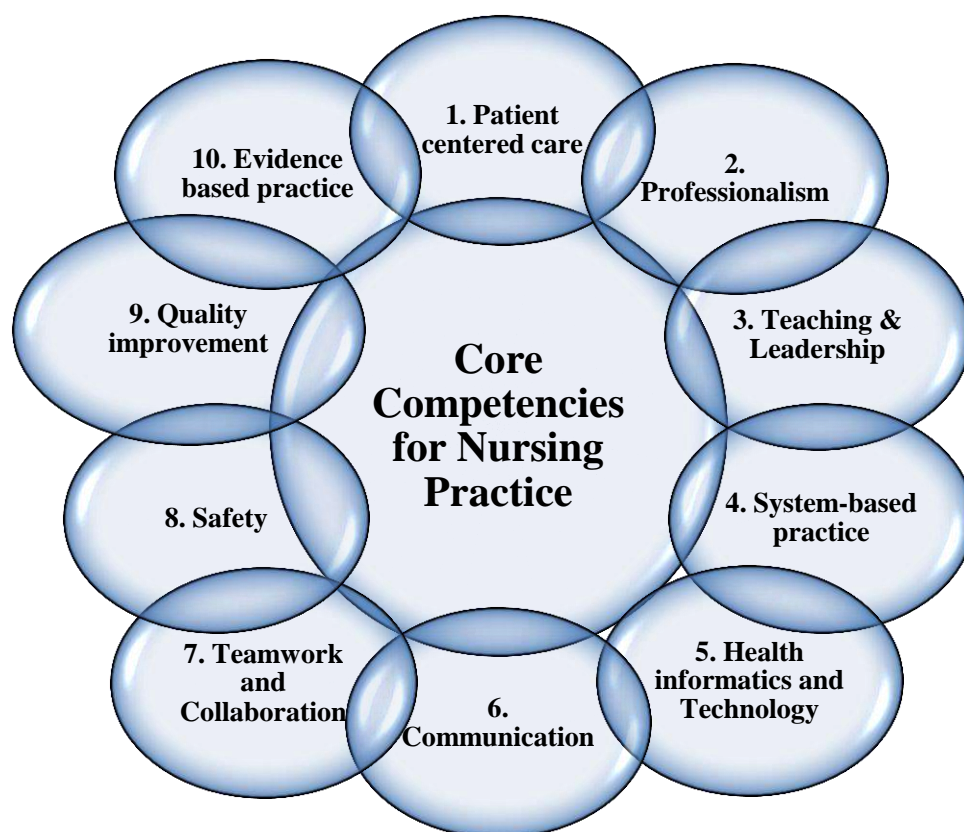 1. Patient
centered care
2.
Professionalism
3. Teaching &
Leadership
4. System-based
practice
5. Health
informatics and
Technology
6.
Communication
7. Teamwork
and
Collaboration
8. Safety
9. Quality
improvement
10. Evidence
based practice
Core
Competencies
for Nursing
Practice